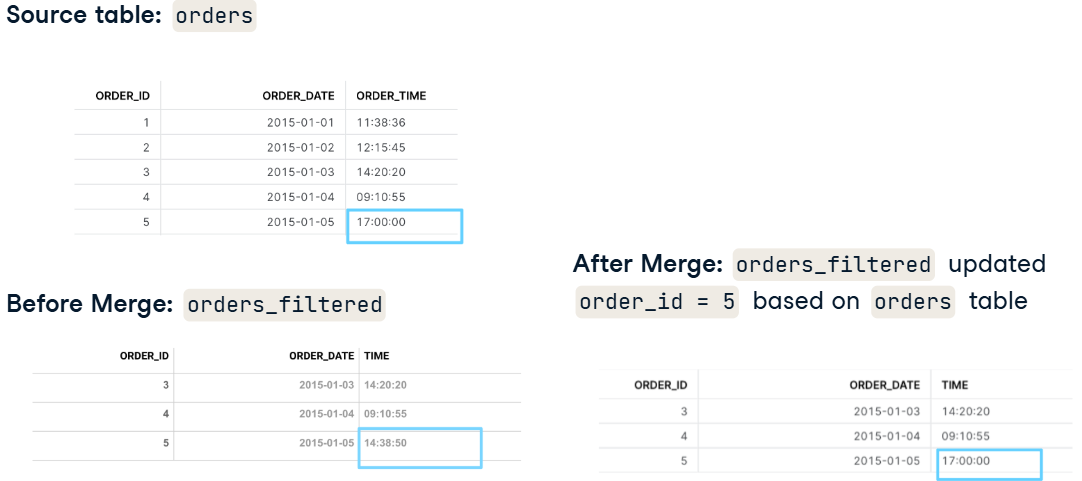 Source table: orders
ORDER_ID ORDER_DATE ORDER_TIME
1 2015-01-01 11:38:36
2 2015-01-02 12:15:45
3 2015-01-03 14:20:20
4 2015-01-04 09:10:55
5 2015-01-05 17:00:00
Before Merge: orders_filtered
ORDER_ID ORDER_DATE TIME
3 2015-01-03 14:20:20
4 2015-01-04 09:10:55
5 2015-01-05 14:38:50
After Merge: orders_filtered updated
order_id = 5 based on orders table
ORDER_ID ORDER_DATE TIME
3 2015-01-03 14:20:20
4 2015-01-04 09:10:55
5 2015-01-05 17:00:00